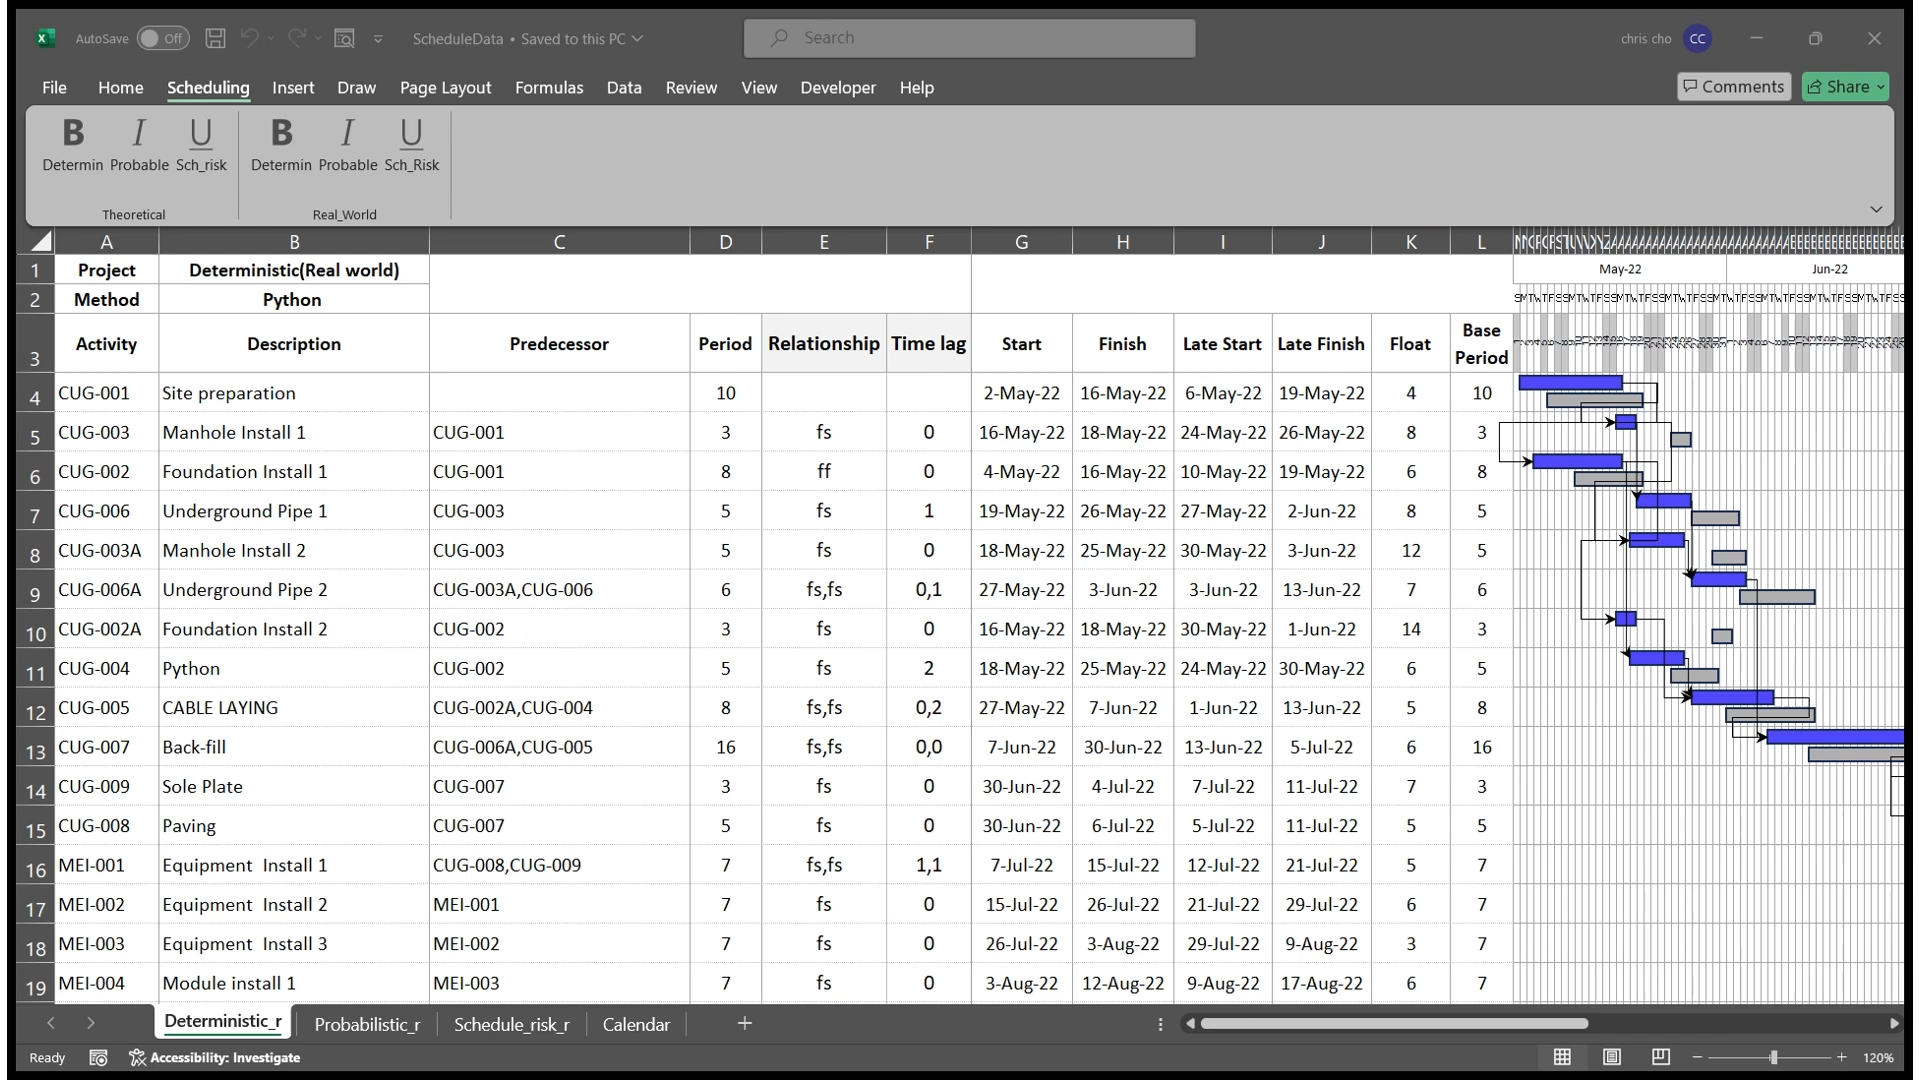 AutoSave Off ScheduleData • Saved to this PC Search chris cho CC
File Home Scheduling Insert Draw Page Layout Formulas Data Review View Developer Help Comments Share
B I U B I U
Determin Probable Sch_risk Determin Probable Sch_Risk
Theoretical Real_World
A B C D E F G H I J K L
1 Project Deterministic(Real world) May-22 Jun-22
2 Method Python
3 Activity Description Predecessor Period Relationship Time lag Start Finish Late Start Late Finish Float Base Period
4 CUG-001 Site preparation 10 2-May-22 16-May-22 6-May-22 19-May-22 4 10
5 CUG-003 Manhole Install 1 CUG-001 3 fs 0 16-May-22 18-May-22 24-May-22 26-May-22 8 3
6 CUG-002 Foundation Install 1 CUG-001 8 ff 0 4-May-22 16-May-22 10-May-22 19-May-22 6 8
7 CUG-006 Underground Pipe 1 CUG-003 5 fs 1 19-May-22 26-May-22 27-May-22 2-Jun-22 8 5
8 CUG-003A Manhole Install 2 CUG-003 5 fs 0 18-May-22 25-May-22 30-May-22 3-Jun-22 12 5
9 CUG-006A Underground Pipe 2 CUG-003A,CUG-006 6 fs,fs 0,1 27-May-22 3-Jun-22 3-Jun-22 13-Jun-22 7 6
10 CUG-002A Foundation Install 2 CUG-002 3 fs 0 16-May-22 18-May-22 30-May-22 1-Jun-22 14 3
11 CUG-004 Python CUG-002 5 fs 2 18-May-22 25-May-22 24-May-22 30-May-22 6 5
12 CUG-005 CABLE LAYING CUG-002A,CUG-004 8 fs,fs 0,2 27-May-22 7-Jun-22 1-Jun-22 13-Jun-22 5 8
13 CUG-007 Back-fill CUG-006A,CUG-005 16 fs,fs 0,0 7-Jun-22 30-Jun-22 13-Jun-22 5-Jul-22 6 16
14 CUG-009 Sole Plate CUG-007 3 fs 0 30-Jun-22 4-Jul-22 7-Jul-22 11-Jul-22 7 3
15 CUG-008 Paving CUG-007 5 fs 0 30-Jun-22 6-Jul-22 5-Jul-22 11-Jul-22 5 5
16 MEI-001 Equipment Install 1 CUG-008,CUG-009 7 fs,fs 1,1 7-Jul-22 15-Jul-22 12-Jul-22 21-Jul-22 5 7
17 MEI-002 Equipment Install 2 MEI-001 7 fs 0 15-Jul-22 26-Jul-22 21-Jul-22 29-Jul-22 6 7
18 MEI-003 Equipment Install 3 MEI-002 7 fs 0 26-Jul-22 3-Aug-22 29-Jul-22 9-Aug-22 3 7
19 MEI-004 Module install 1 MEI-003 7 fs 0 3-Aug-22 12-Aug-22 9-Aug-22 17-Aug-22 6 7
Deterministic_r Probabilistic_r Schedule_risk_r Calendar
Ready Accessibility: Investigate 120%